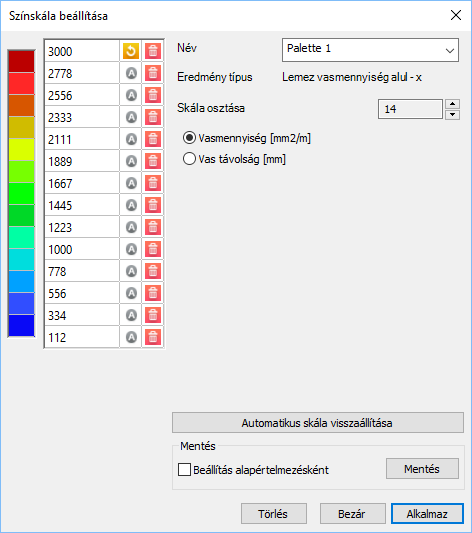 Színskála beállítása
3000
2778 A
2556 A
2333 A
2111 A
1889 A
1667 A
1445 A
1223 A
1000 A
778 A
556 A
334 A
112 A
Név Palette 1
Eredmény típus Lemez vasmennyiség alul - x
Skála osztása 14
Vasmennyiség [mm2/m]
Vas távolság [mm]
Automatikus skála visszaállítása
Mentés
Beállítás alapértelmezésként Mentés
Törlés Bezár Alkalmaz